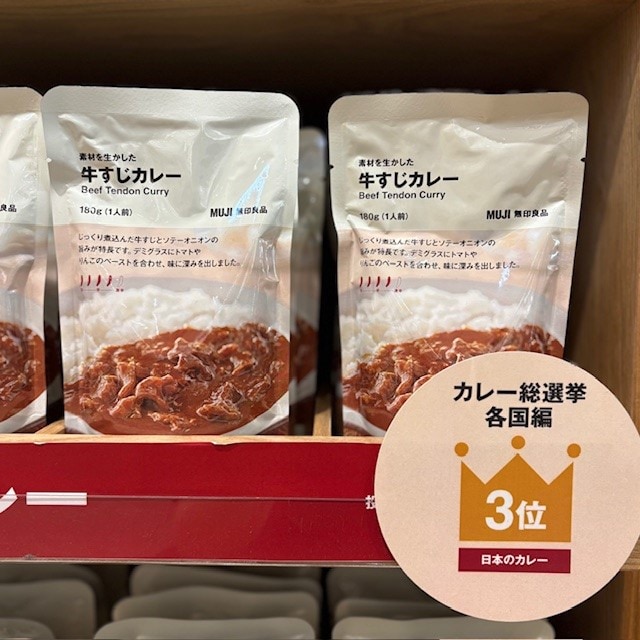 素材を生かした
牛すじカレー
Beef Tendon Curry
180g（1人前）
MUJI 無印良品
じっくり煮込んだ牛すじとソテーオニオンの
旨みが特長です。デミグラスにトマトや
りんごのペーストを合わせ、味に深みを出しました。
素材を生かした
牛すじカレー
Beef Tendon Curry
180g（1人前）
MUJI 無印良品
じっくり煮込んだ牛すじとソテーオニオンの
旨みが特長です。デミグラスにトマトや
りんごのペーストを合わせ、味に深みを出しました。
良品
カレー総選挙
各国編
3位
日本のカレー